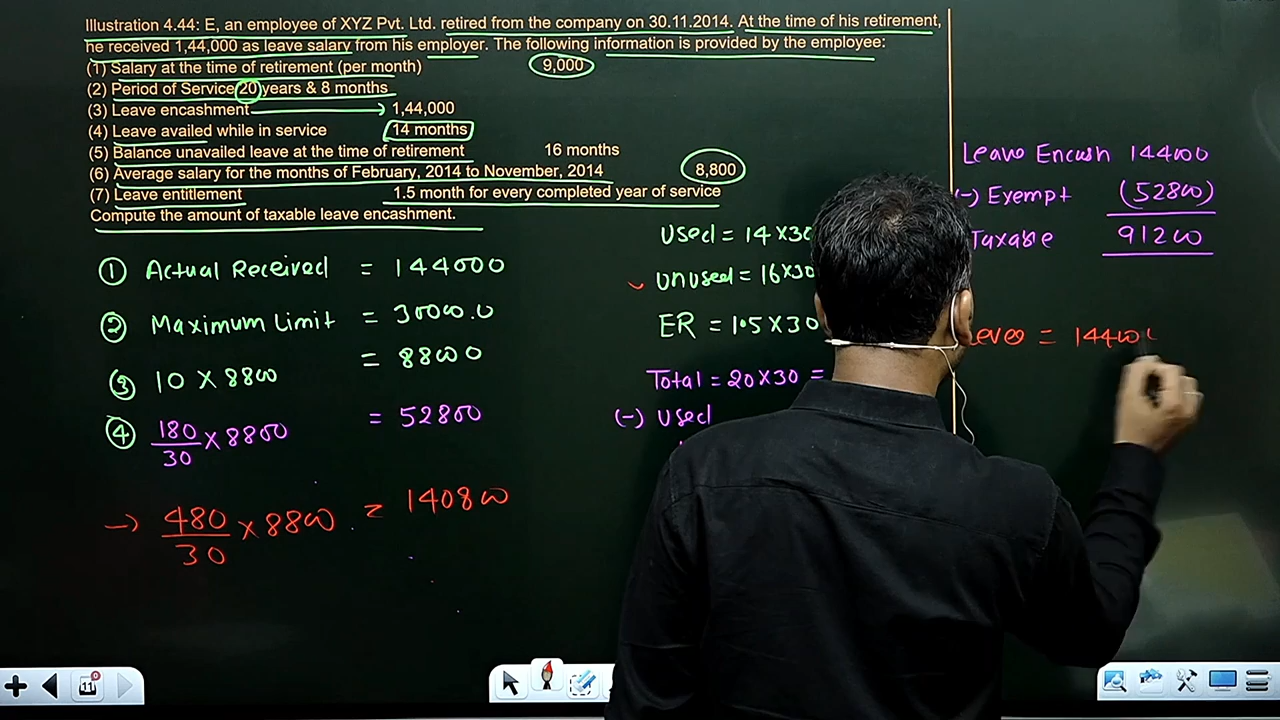 Illustration 4.44: E, an employee of XYZ Pvt. Ltd. retired from the company on 30.11.2014. At the time of his retirement,
he received 1,44,000 as leave salary from his employer. The following information is provided by the employee:
(1) Salary at the time of retirement (per month) 9,000
(2) Period of Service 20 years & 8 months
(3) Leave encashment 1,44,000
(4) Leave availed while in service 14 months
(5) Balance unavailed leave at the time of retirement 16 months
(6) Average salary for the months of February, 2014 to November, 2014 8,800
(7) Leave entitlement 1.5 month for every completed year of service
Compute the amount of taxable leave encashment.
① Actual Received = 144000
② Maximum Limit = 300000
③ 10 × 8800 = 88000
④ 180/30 × 8800 = 52800
→ 480/30 × 8800 = 140800
Used = 14 × 30
Unused = 16 × 30
ER = 1.5 × 30
Total = 20 × 30 =
(-) Used
Leave Encash 144000
(-) Exempt (52800)
Taxable 91200
= 14400
11